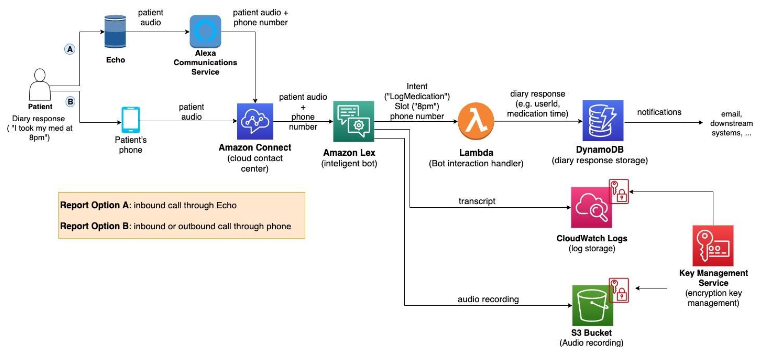 patient
audio
patient audio +
phone number
A
Echo
Alexa
Communications
Service
Patient
Diary response
( "I took my med at
8pm")
B
Patient's
phone
patient
audio
Amazon Connect
(cloud contact
center)
patient audio
+
phone
number
Amazon Lex
(inteligent bot)
Intent
("LogMedication")
Slot ("8pm")
phone number
Lambda
(Bot interaction handler)
diary response
(e.g. userId,
medication time)
DynamoDB
(diary response storage)
notifications
email,
downstream
systems, ...
Report Option A: inbound call through Echo
Report Option B: inbound or outbound call through phone
transcript
CloudWatch Logs
(log storage)
Key Management
Service
(encryption key
management)
audio recording
S3 Bucket
(Audio recording)